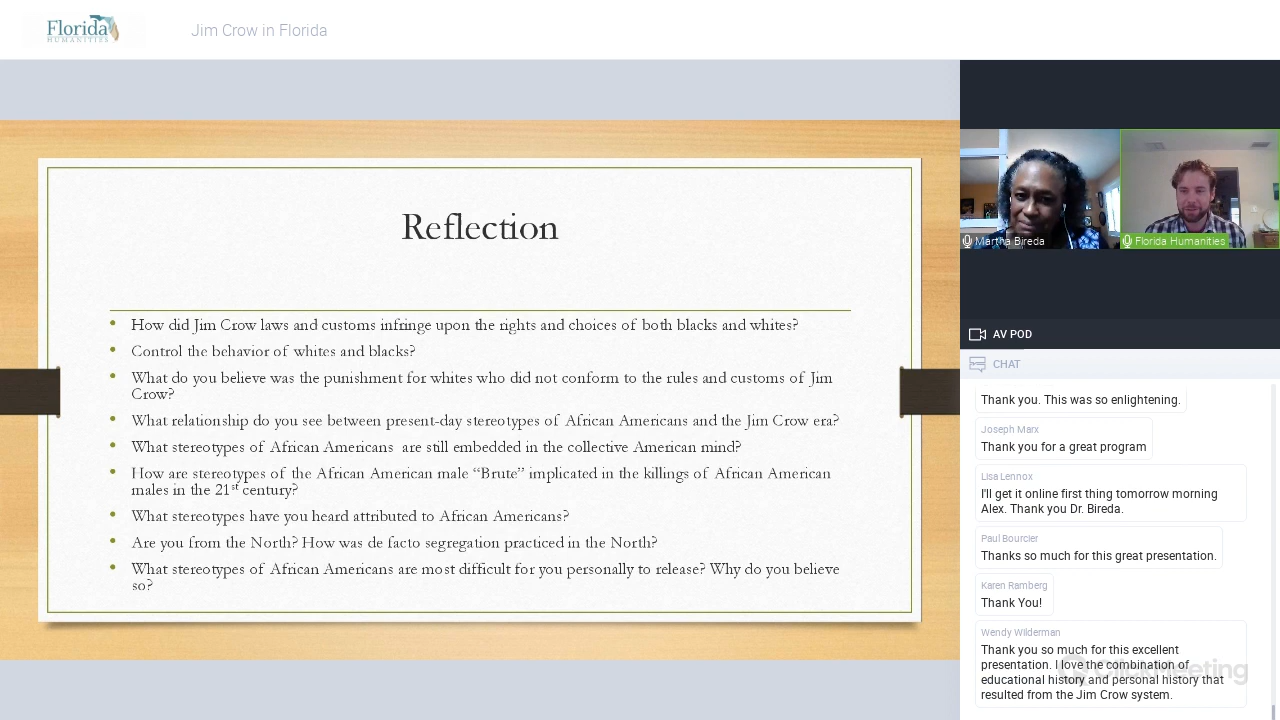 Florida
HUMANITIES
Jim Crow in Florida
Reflection
• How did Jim Crow laws and customs infringe upon the rights and choices of both blacks and whites?
• Control the behavior of whites and blacks?
• What do you believe was the punishment for whites who did not conform to the rules and customs of Jim
Crow?
• What relationship do you see between present-day stereotypes of African Americans and the Jim Crow era?
• What stereotypes of African Americans are still embedded in the collective American mind?
• How are stereotypes of the African American male “Brute” implicated in the killings of African American
males in the 21st century?
• What stereotypes have you heard attributed to African Americans?
• Are you from the North? How was de facto segregation practiced in the North?
• What stereotypes of African Americans are most difficult for you personally to release? Why do you believe
so?
Martha Bireda
Florida Humanities
AV POD
CHAT
Thank you. This was so enlightening.
Joseph Marx
Thank you for a great program
Lisa Lennox
I'll get it online first thing tomorrow morning
Alex. Thank you Dr. Bireda.
Paul Bourcier
Thanks so much for this great presentation.
Karen Ramberg
Thank You!
Wendy Wilderman
Thank you so much for this excellent
presentation. I love the combination of
educational history and personal history that
resulted from the Jim Crow system.
ClickMeeting